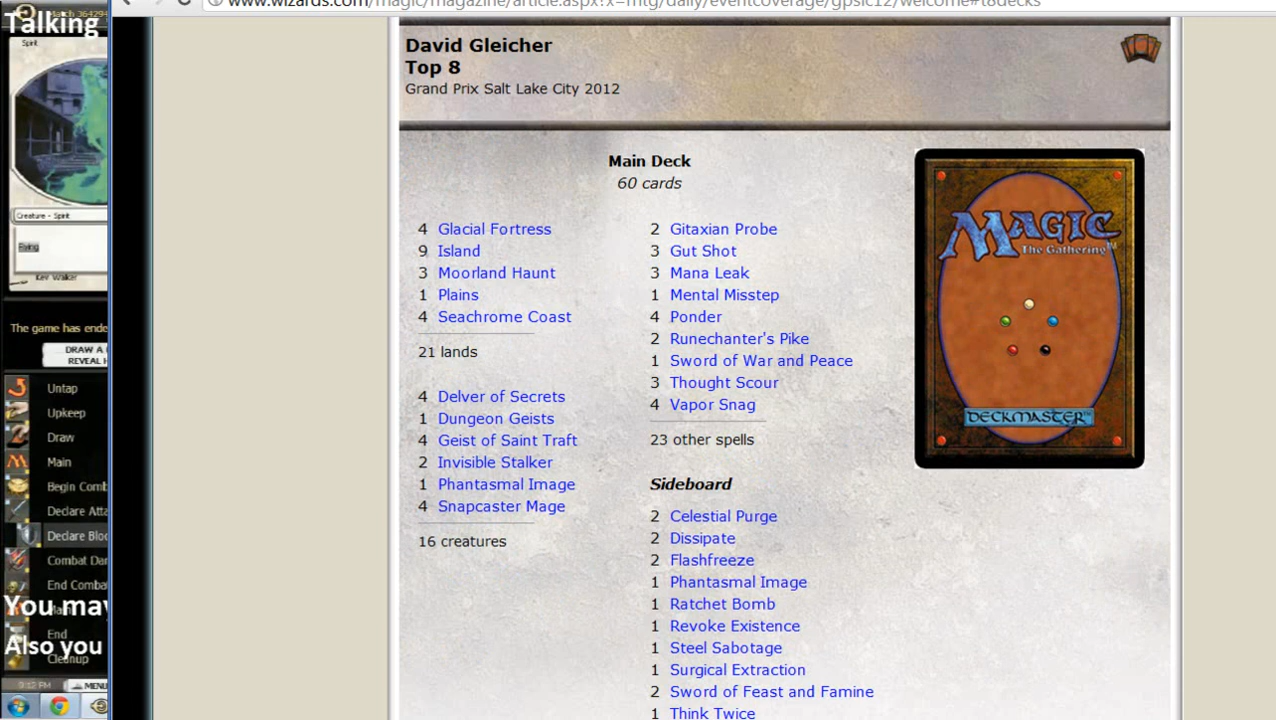 www.wizards.com/magic/magazine/article.aspx?x=mtg/daily/eventcoverage/gpslc12/welcome#t8decks
Talking
Spirit
Creature - Spirit
Flying
Kev Walker
The game has ende
DRAW A
REVEAL H
Untap
Upkeep
Draw
Main
Begin Comb
Declare Atta
Declare Bloc
Combat Dam
End Combat
You may
End
Also you
Cleanup
9:12 PM
MENU
David Gleicher
Top 8
Grand Prix Salt Lake City 2012
Main Deck
60 cards
4 Glacial Fortress
9 Island
3 Moorland Haunt
1 Plains
4 Seachrome Coast
21 lands
4 Delver of Secrets
1 Dungeon Geists
4 Geist of Saint Traft
2 Invisible Stalker
1 Phantasmal Image
4 Snapcaster Mage
16 creatures
2 Gitaxian Probe
3 Gut Shot
3 Mana Leak
1 Mental Misstep
4 Ponder
2 Runechanter's Pike
1 Sword of War and Peace
3 Thought Scour
4 Vapor Snag
23 other spells
Sideboard
2 Celestial Purge
2 Dissipate
2 Flashfreeze
1 Phantasmal Image
1 Ratchet Bomb
1 Revoke Existence
1 Steel Sabotage
1 Surgical Extraction
2 Sword of Feast and Famine
1 Think Twice
MAGIC
The Gathering
DECKMASTER